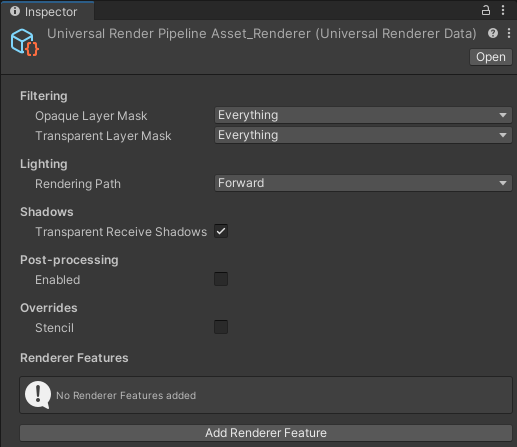 Inspector
Universal Render Pipeline Asset_Renderer (Universal Renderer Data)
Open
Filtering
Opaque Layer Mask Everything
Transparent Layer Mask Everything
Lighting
Rendering Path Forward
Shadows
Transparent Receive Shadows
Post-processing
Enabled
Overrides
Stencil
Renderer Features
No Renderer Features added
Add Renderer Feature